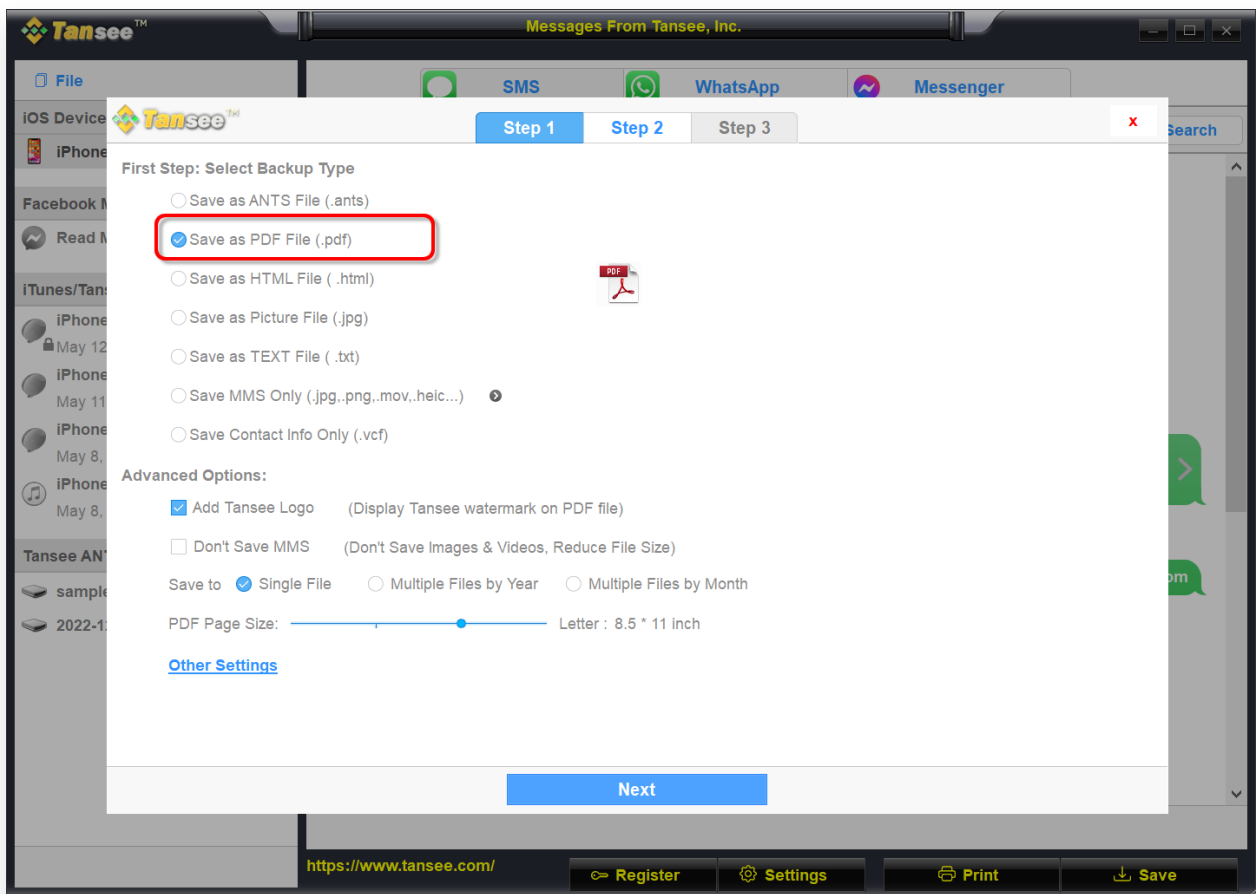 Tansee™
Messages From Tansee, Inc.
File
SMS
WhatsApp
Messenger
iOS Device
Search
iPhone
Facebook
Read
iTunes/Tan
iPhone
May 12
iPhone
May 11
iPhone
May 8,
iPhone
May 8,
Tansee AN
sample
2022-1
Tansee™
Step 1
Step 2
Step 3
x
First Step: Select Backup Type
Save as ANTS File (.ants)
Save as PDF File (.pdf)
PDF
Save as HTML File ( .html)
Save as Picture File (.jpg)
Save as TEXT File ( .txt)
Save MMS Only (.jpg,.png,.mov,.heic...)
Save Contact Info Only (.vcf)
Advanced Options:
Add Tansee Logo (Display Tansee watermark on PDF file)
Don't Save MMS (Don't Save Images & Videos, Reduce File Size)
Save to Single File Multiple Files by Year Multiple Files by Month
PDF Page Size: Letter : 8.5 * 11 inch
Other Settings
Next
om
https://www.tansee.com/
Register
Settings
Print
Save